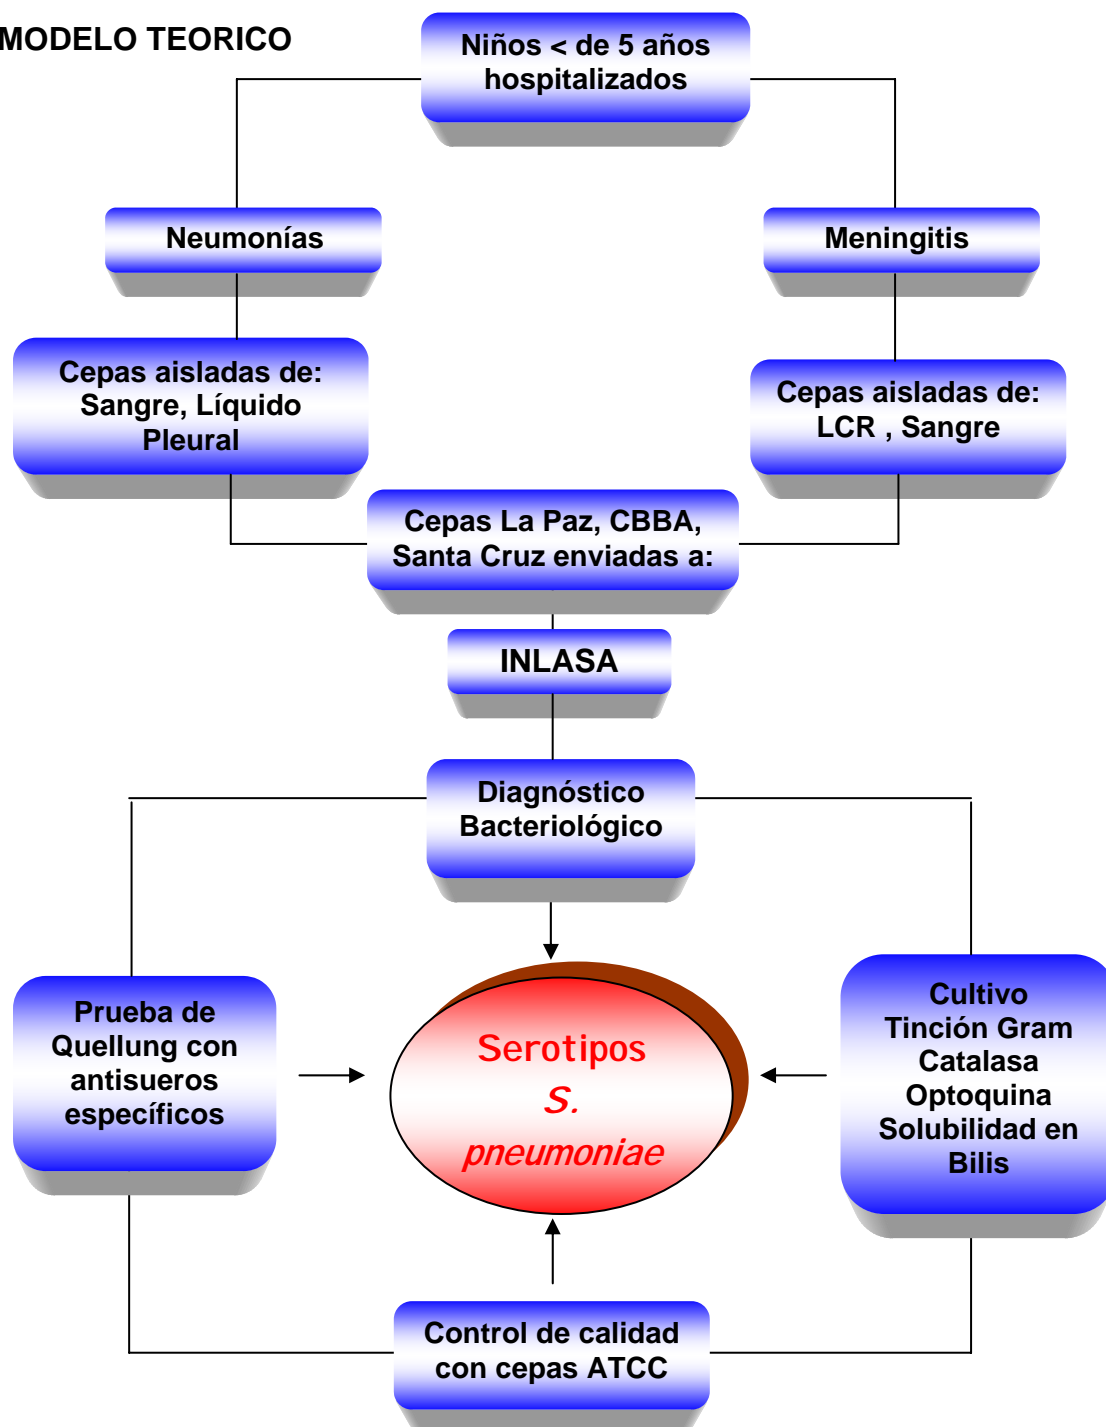 MODELO TEORICO
Niños < de 5 años
hospitalizados
Neumonías
Meningitis
Cepas aisladas de:
Sangre, Líquido
Pleural
Cepas aisladas de:
LCR , Sangre
Cepas La Paz, CBBA,
Santa Cruz enviadas a:
INLASA
Diagnóstico
Bacteriológico
Prueba de
Quellung con
antisueros
específicos
Serotipos
S.
pneumoniae
Cultivo
Tinción Gram
Catalasa
Optoquina
Solubilidad en
Bilis
Control de calidad
con cepas ATCC